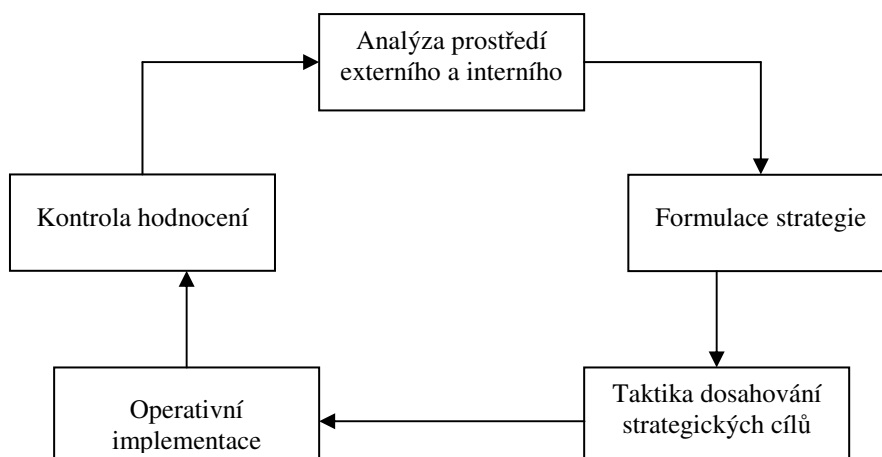 Analýza prostředí
externího a interního
Kontrola hodnocení
Formulace strategie
Taktika dosahování
strategických cílů
Operativní
implementace